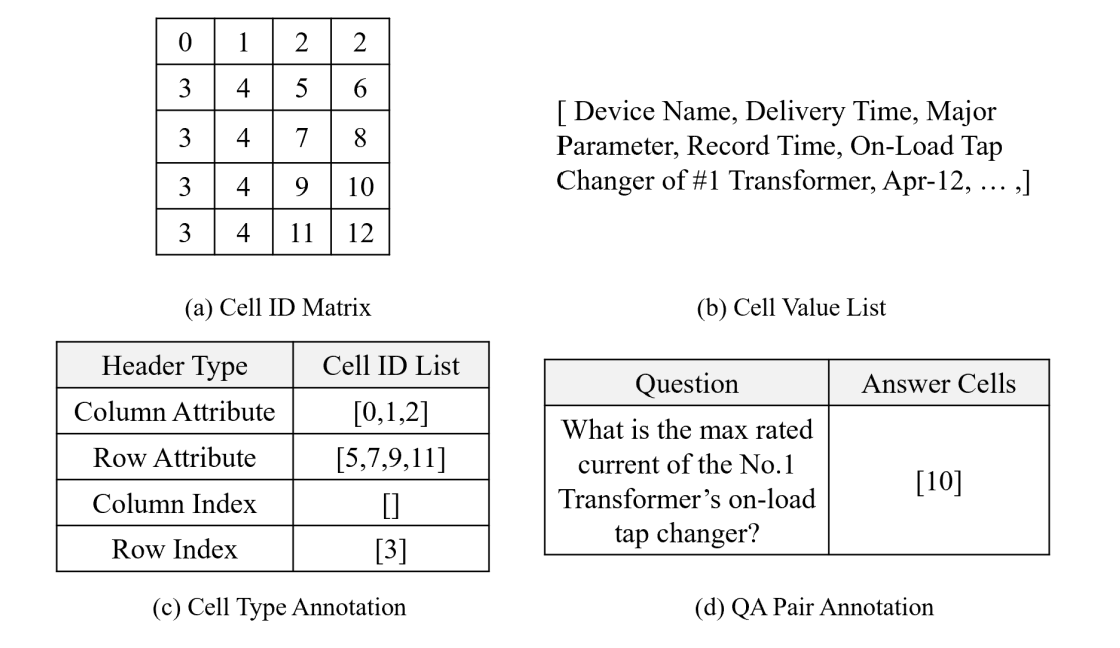 0 1 2 2
3 4 5 6
3 4 7 8
3 4 9 10
3 4 11 12
(a) Cell ID Matrix
[ Device Name, Delivery Time, Major
Parameter, Record Time, On-Load Tap
Changer of #1 Transformer, Apr-12, … ,]
(b) Cell Value List
Header Type Cell ID List
Column Attribute [0,1,2]
Row Attribute [5,7,9,11]
Column Index []
Row Index [3]
(c) Cell Type Annotation
Question Answer Cells
What is the max rated
current of the No.1
Transformer’s on-load
tap changer?
[10]
(d) QA Pair Annotation